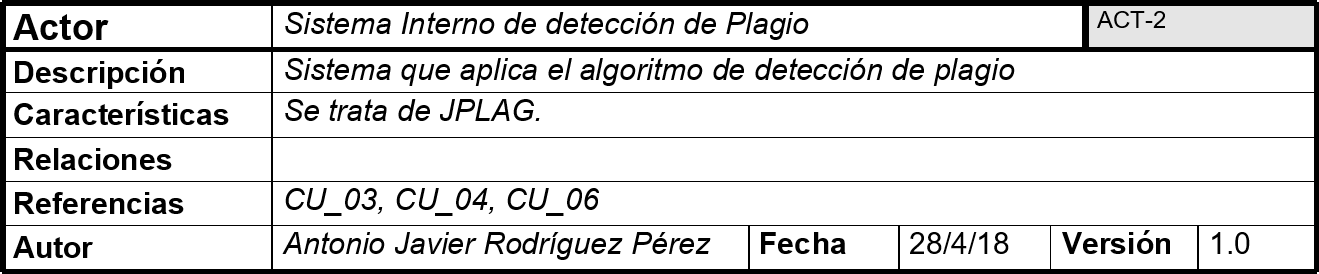 Actor Sistema Interno de detección de Plagio ACT-2
Descripción Sistema que aplica el algoritmo de detección de plagio
Características Se trata de JPLAG.
Relaciones
Referencias CU_03, CU_04, CU_06
Autor Antonio Javier Rodríguez Pérez Fecha 28/4/18 Versión 1.0